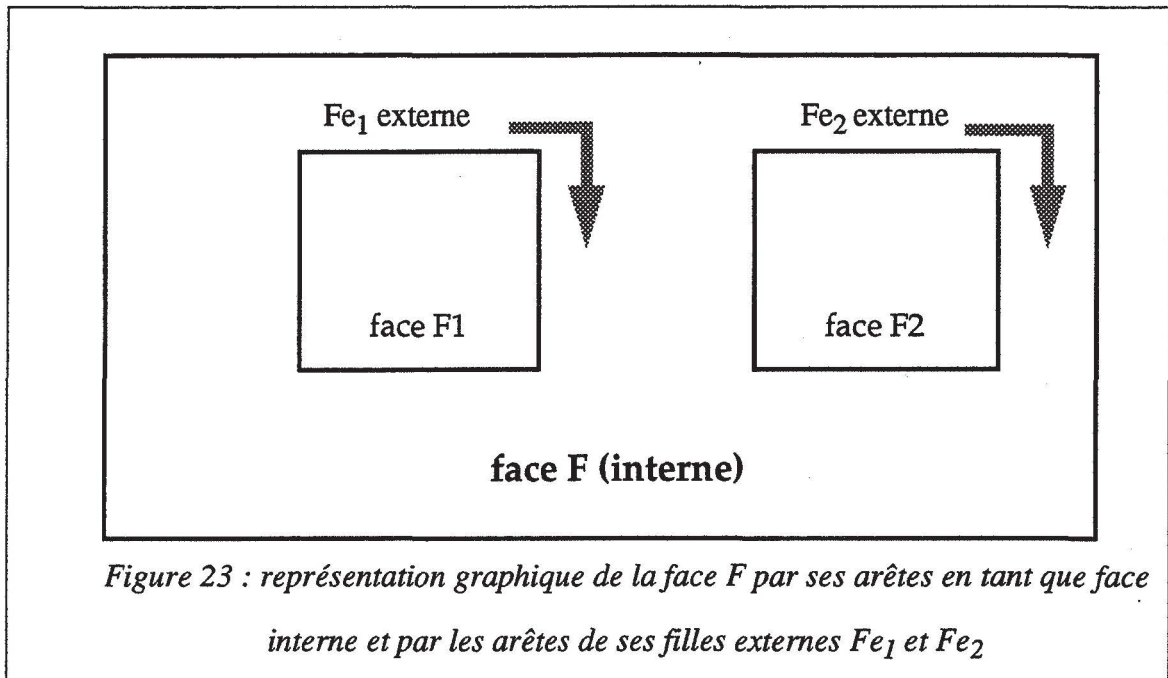 Fe1 externe
Fe2 externe
face F1
face F2
face F (interne)
Figure 23 : représentation graphique de la face F par ses arêtes en tant que face
interne et par les arêtes de ses filles externes Fe1 et Fe2